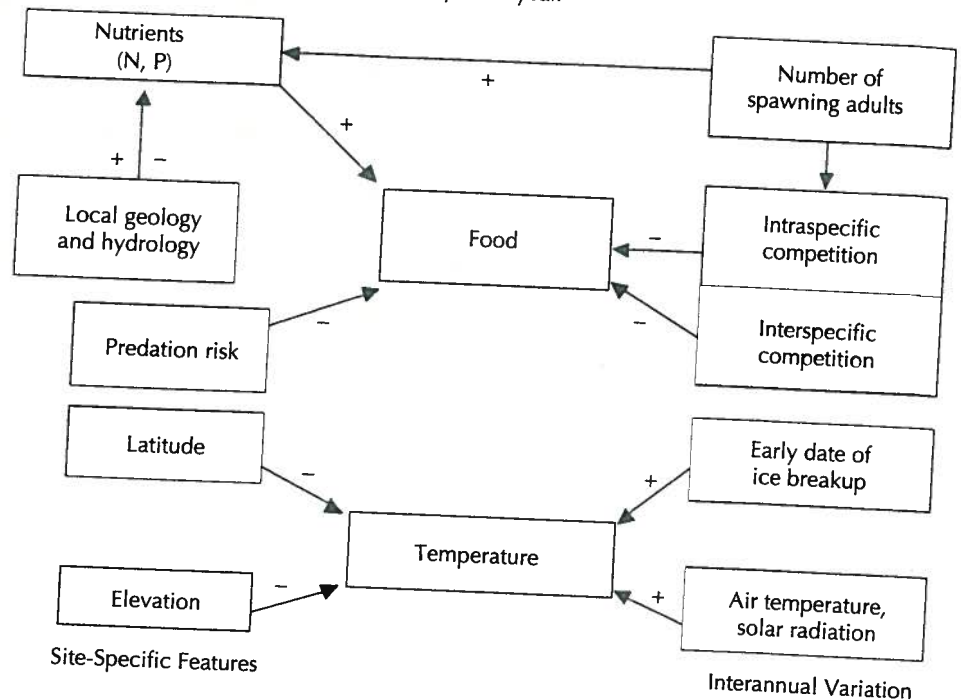 Nutrients
(N, P)
+
Number of
spawning adults
+
+ −
Local geology
and hydrology
Food
−
Intraspecific
competition
−
Predation risk
−
Interspecific
competition
Latitude
−
Early date of
ice breakup
+
Temperature
Elevation
−
+
Air temperature,
solar radiation
Site-Specific Features
Interannual Variation